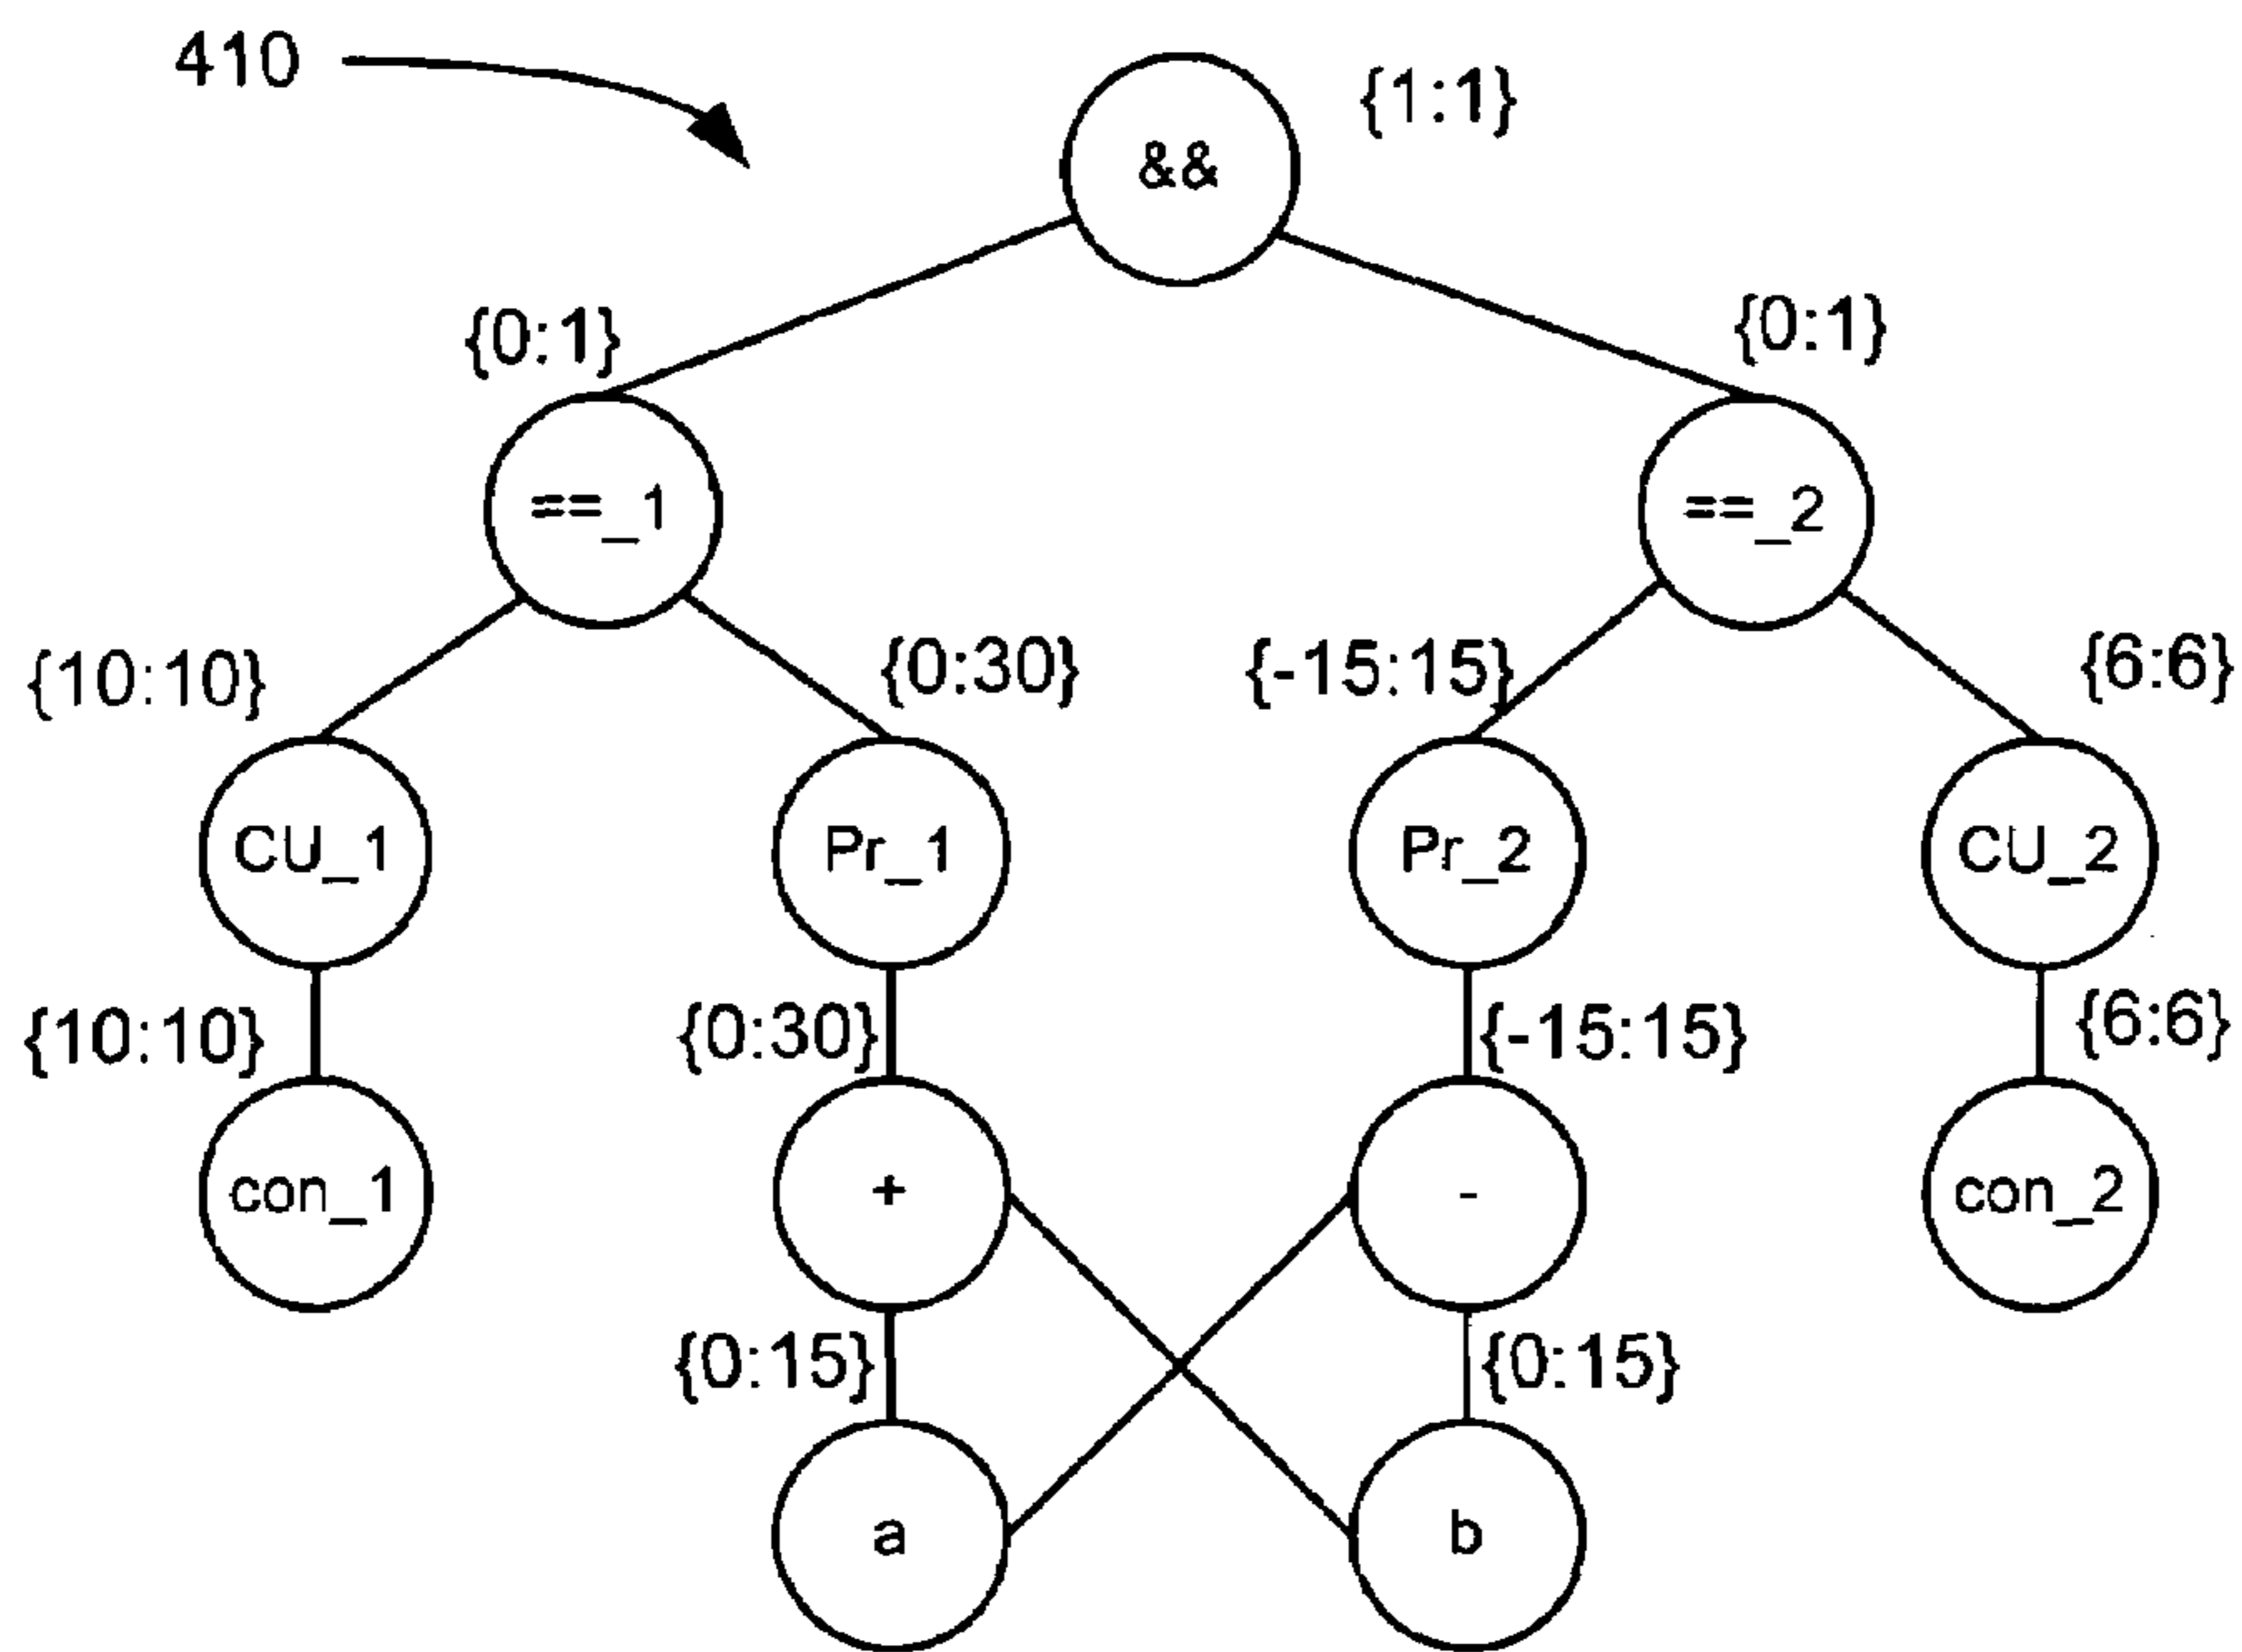 410
{1:1}
&&
{0:1}
{0:1}
==_1
==_2
{10:10}
{0:30}
{-15:15}
{6:6}
CU_1
Pr_1
Pr_2
CU_2
{10:10}
{0:30}
{-15:15}
{6:6}
con_1
+
-
con_2
{0:15}
{0:15}
a
b